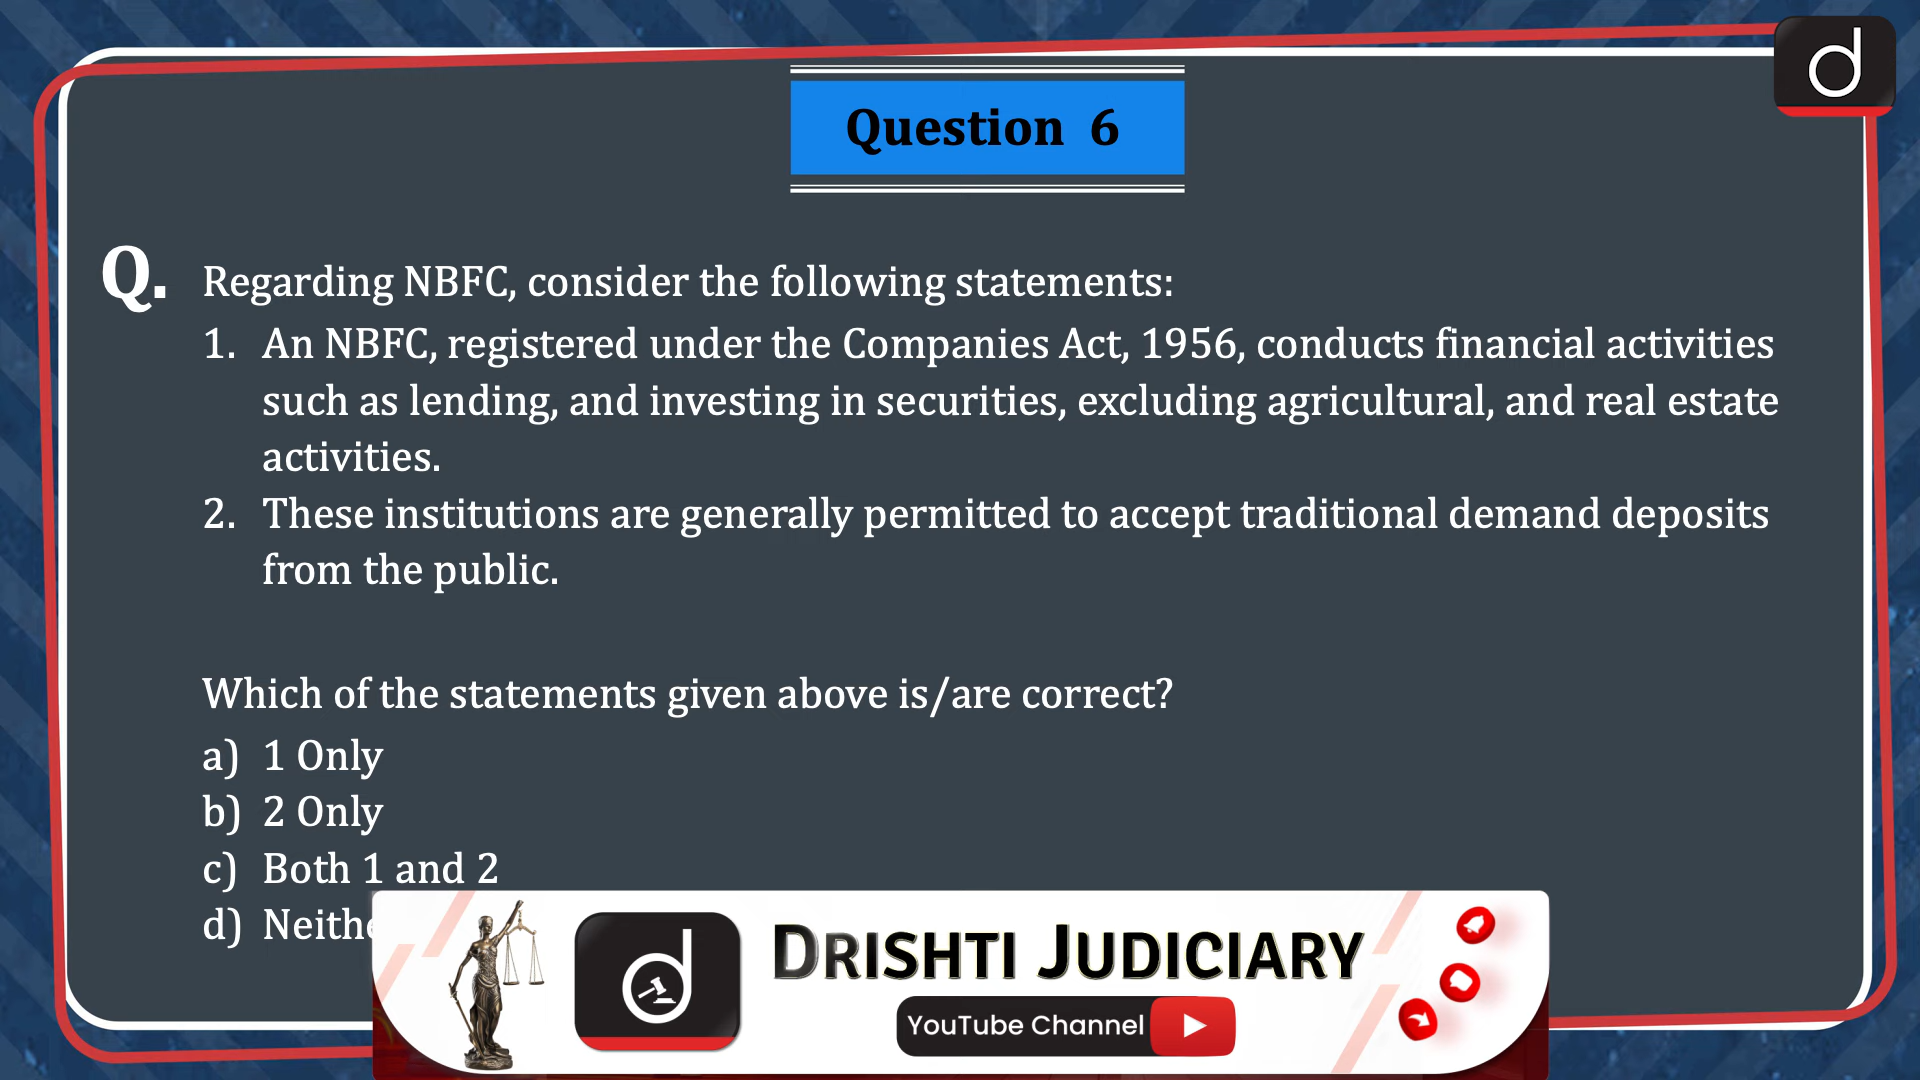 d
Question 6
Q. Regarding NBFC, consider the following statements:
1. An NBFC, registered under the Companies Act, 1956, conducts financial activities
such as lending, and investing in securities, excluding agricultural, and real estate
activities.
2. These institutions are generally permitted to accept traditional demand deposits
from the public.
Which of the statements given above is/are correct?
a) 1 Only
b) 2 Only
c) Both 1 and 2
d)
d
DRISHTI JUDICIARY
YouTube Channel